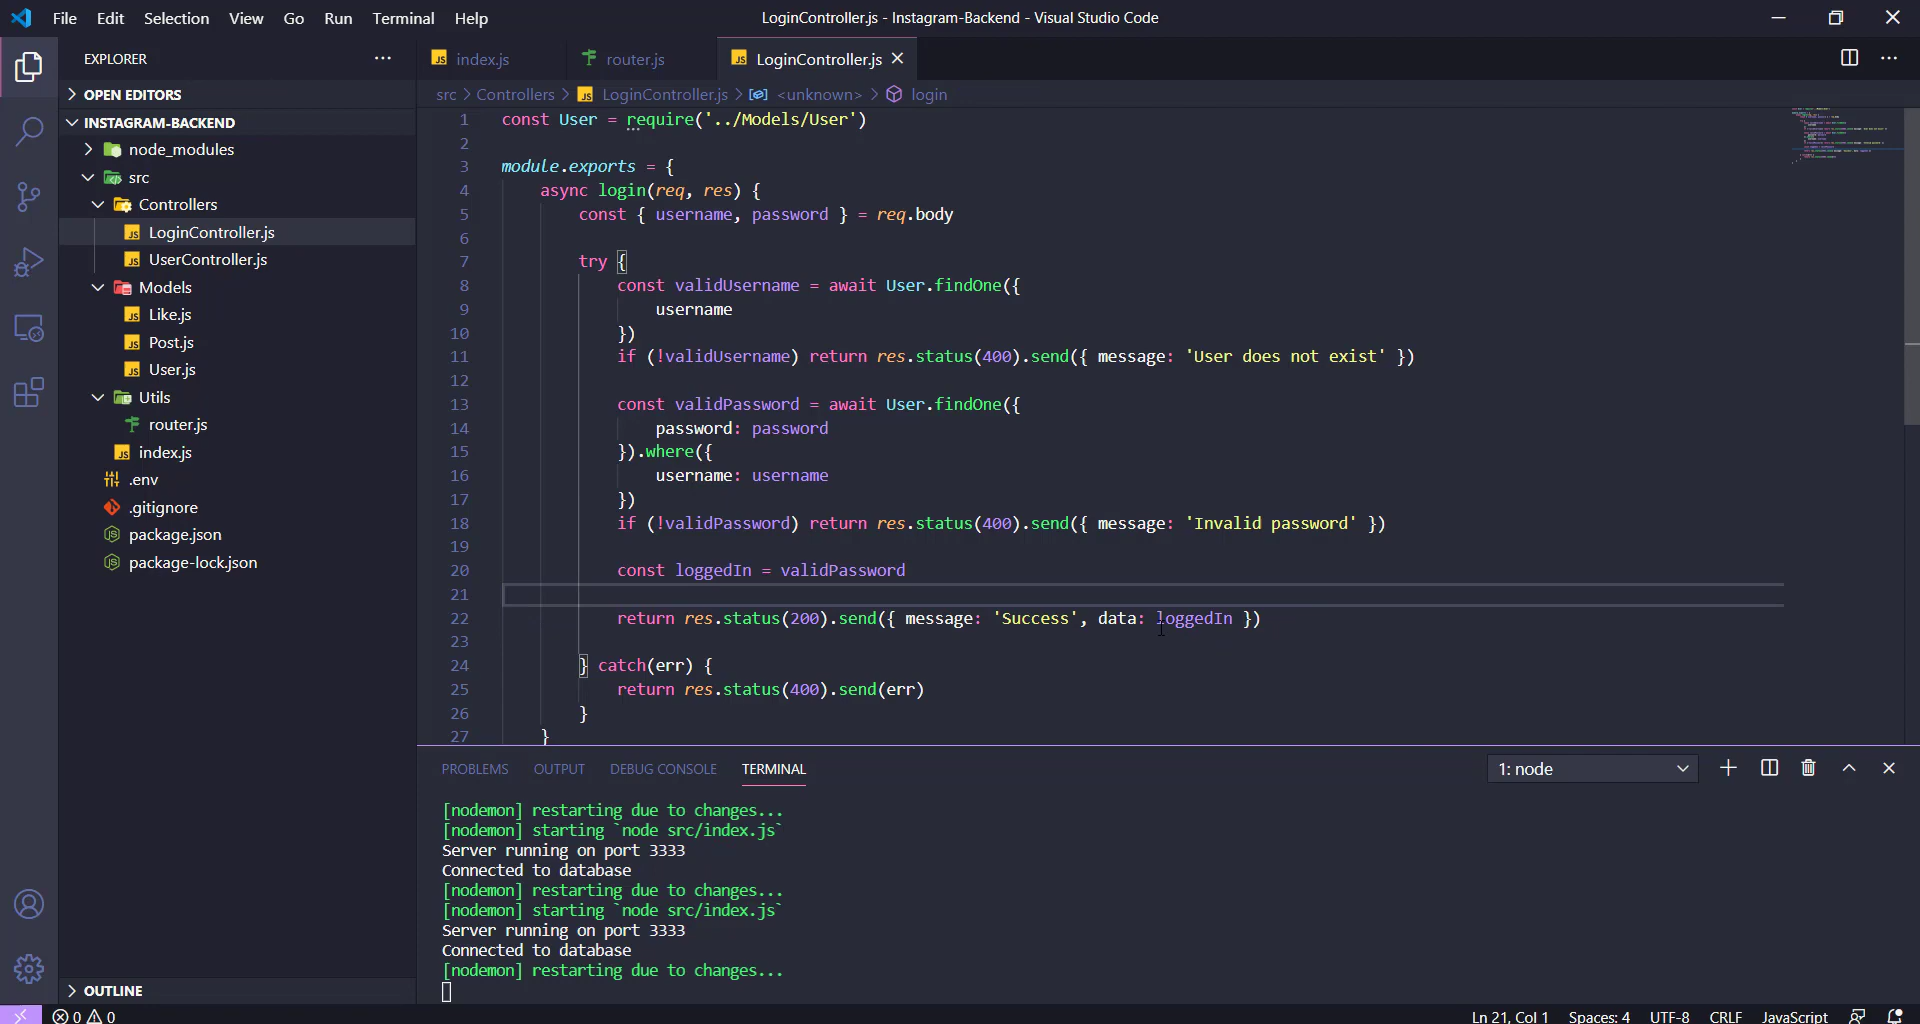 File Edit Selection View Go Run Terminal Help
LoginController.js - Instagram-Backend - Visual Studio Code
EXPLORER
OPEN EDITORS
INSTAGRAM-BACKEND
node_modules
src
Controllers
LoginController.js
UserController.js
Models
Like.js
Post.js
User.js
Utils
router.js
index.js
.env
.gitignore
package.json
package-lock.json
OUTLINE
index.js
router.js
LoginController.js
src > Controllers > LoginController.js > <unknown> > login
1 const User = require('../Models/User')
2
3 module.exports = {
4 async login(req, res) {
5 const { username, password } = req.body
6
7 try {
8 const validUsername = await User.findOne({
9 username
10 })
11 if (!validUsername) return res.status(400).send({ message: 'User does not exist' })
12
13 const validPassword = await User.findOne({
14 password: password
15 }).where({
16 username: username
17 })
18 if (!validPassword) return res.status(400).send({ message: 'Invalid password' })
19
20 const loggedIn = validPassword
21
22 return res.status(200).send({ message: 'Success', data: loggedIn })
23
24 } catch(err) {
25 return res.status(400).send(err)
26 }
27 }
PROBLEMS OUTPUT DEBUG CONSOLE TERMINAL
1: node
[nodemon] restarting due to changes...
[nodemon] starting `node src/index.js`
Server running on port 3333
Connected to database
[nodemon] restarting due to changes...
[nodemon] starting `node src/index.js`
Server running on port 3333
Connected to database
[nodemon] restarting due to changes...
0 0
Ln 21, Col 1 Spaces: 4 UTF-8 CRLF JavaScript